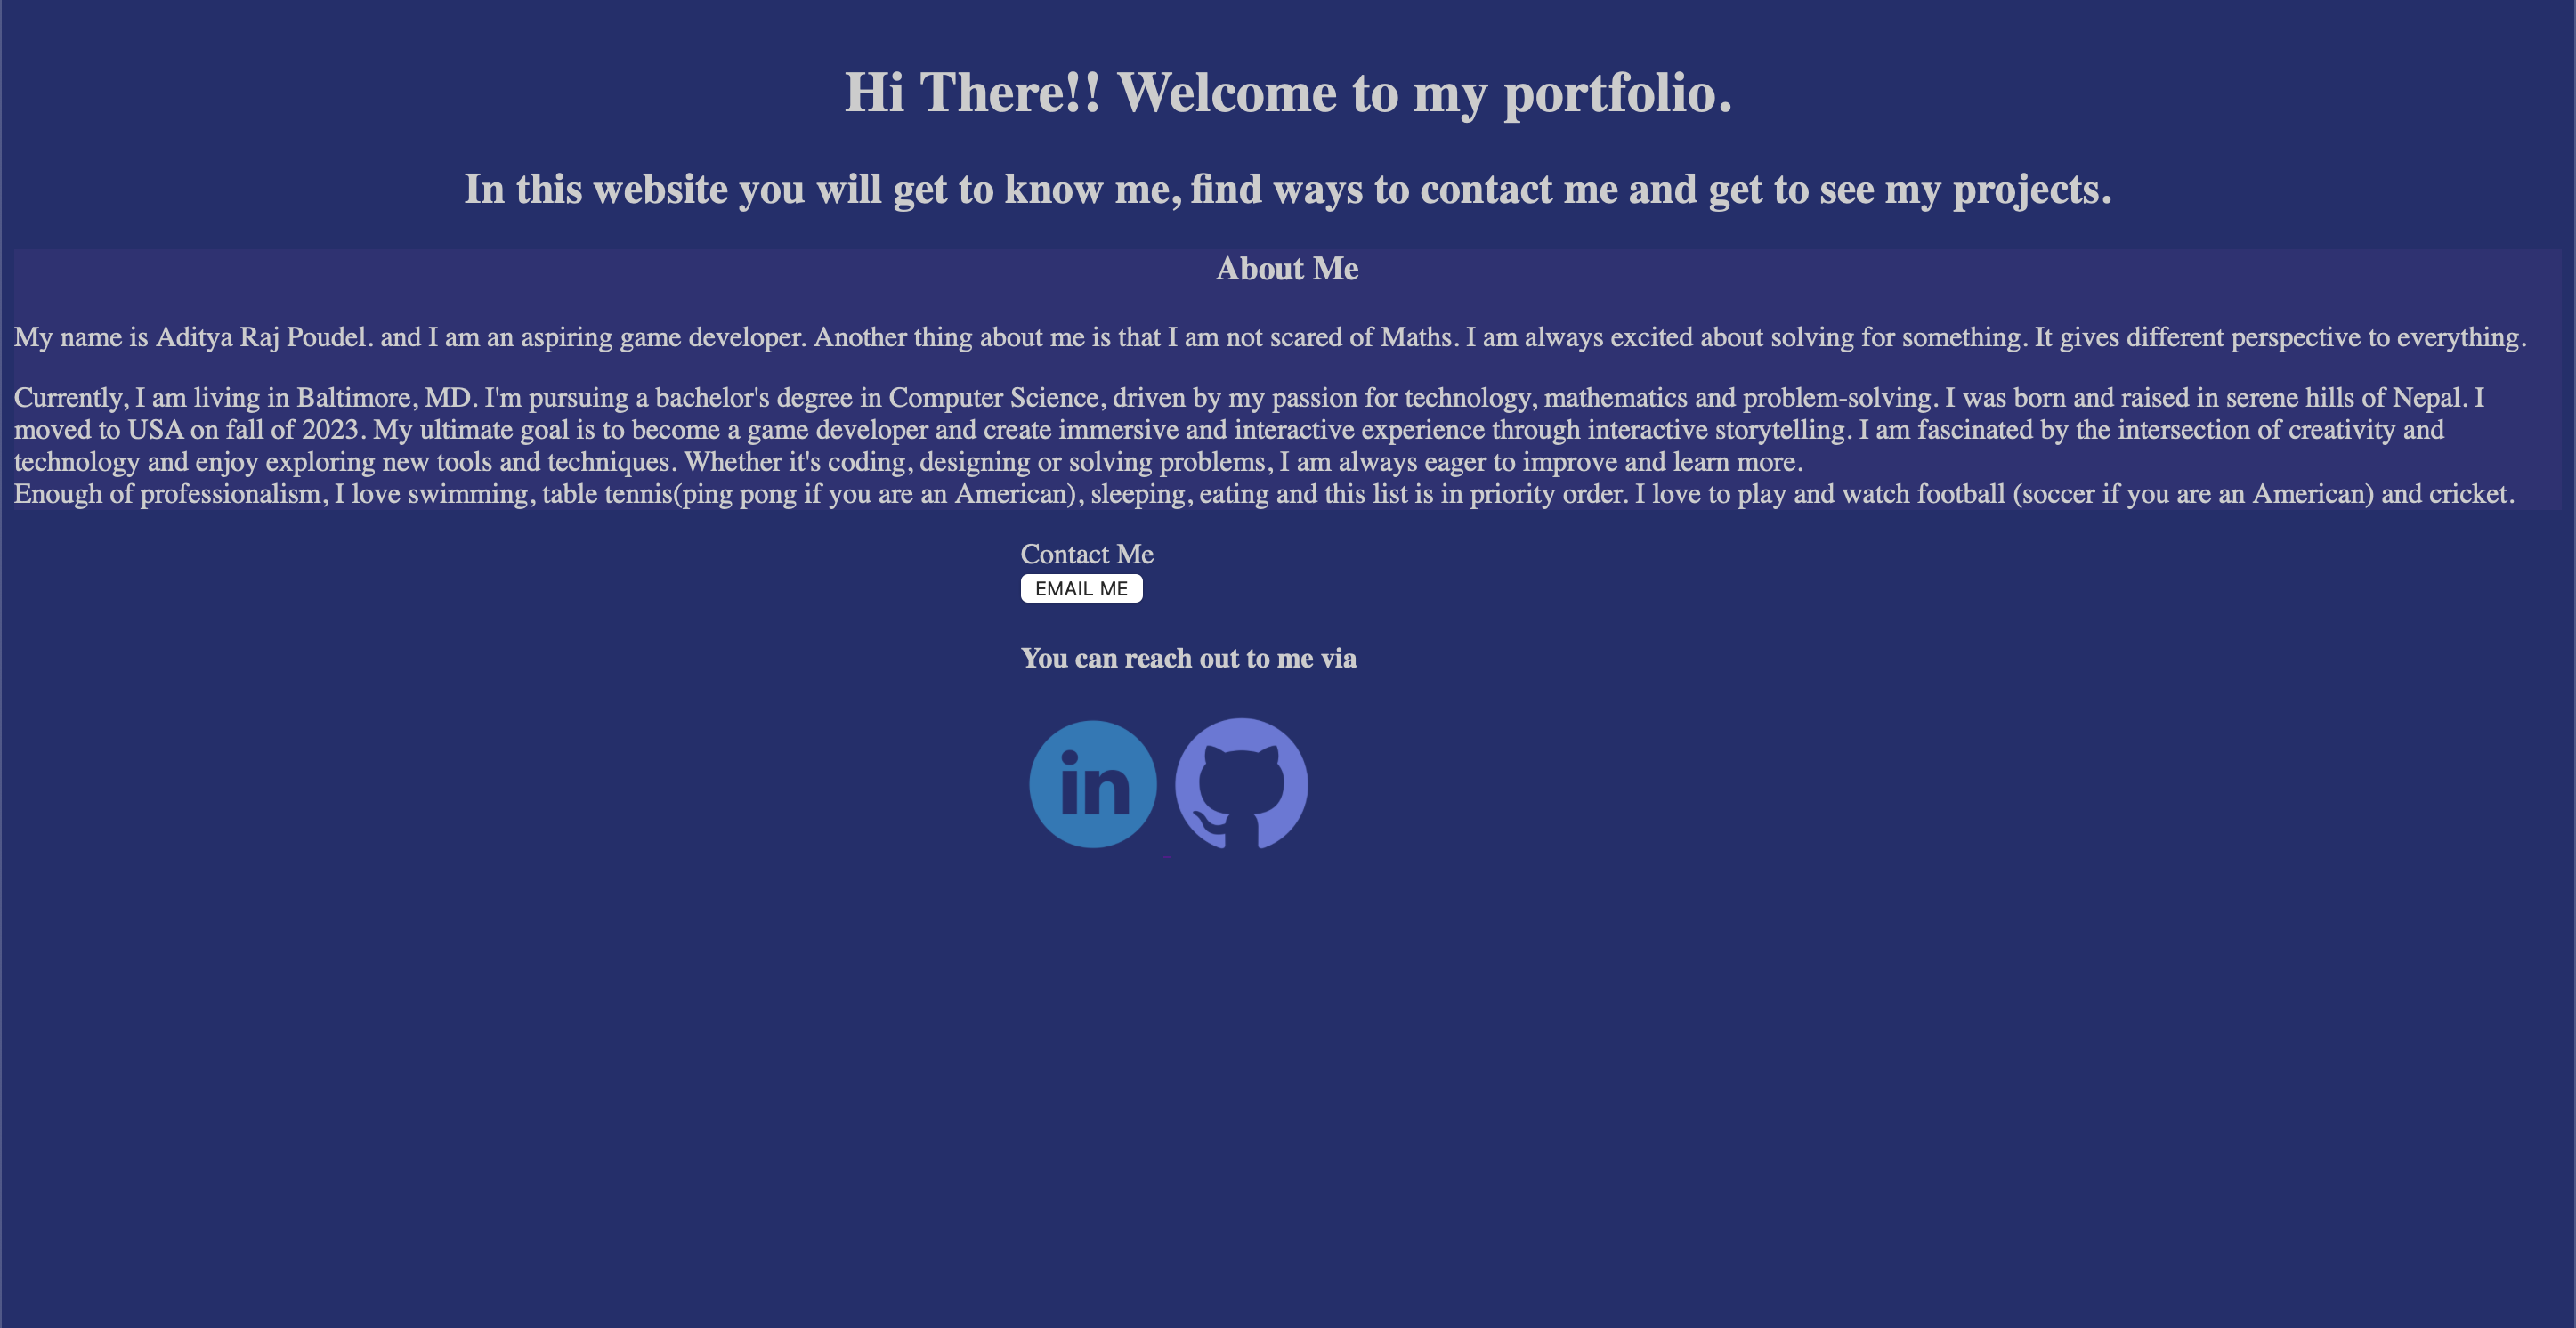 Hi There!! Welcome to my portfolio.
In this website you will get to know me, find ways to contact me and get to see my projects.
About Me
My name is Aditya Raj Poudel. and I am an aspiring game developer. Another thing about me is that I am not scared of Maths. I am always excited about solving for something. It gives different perspective to everything.
Currently, I am living in Baltimore, MD. I'm pursuing a bachelor's degree in Computer Science, driven by my passion for technology, mathematics and problem-solving. I was born and raised in serene hills of Nepal. I
moved to USA on fall of 2023. My ultimate goal is to become a game developer and create immersive and interactive experience through interactive storytelling. I am fascinated by the intersection of creativity and
technology and enjoy exploring new tools and techniques. Whether it's coding, designing or solving problems, I am always eager to improve and learn more.
Enough of professionalism, I love swimming, table tennis(ping pong if you are an American), sleeping, eating and this list is in priority order. I love to play and watch football (soccer if you are an American) and cricket.
Contact Me
EMAIL ME
You can reach out to me via
in